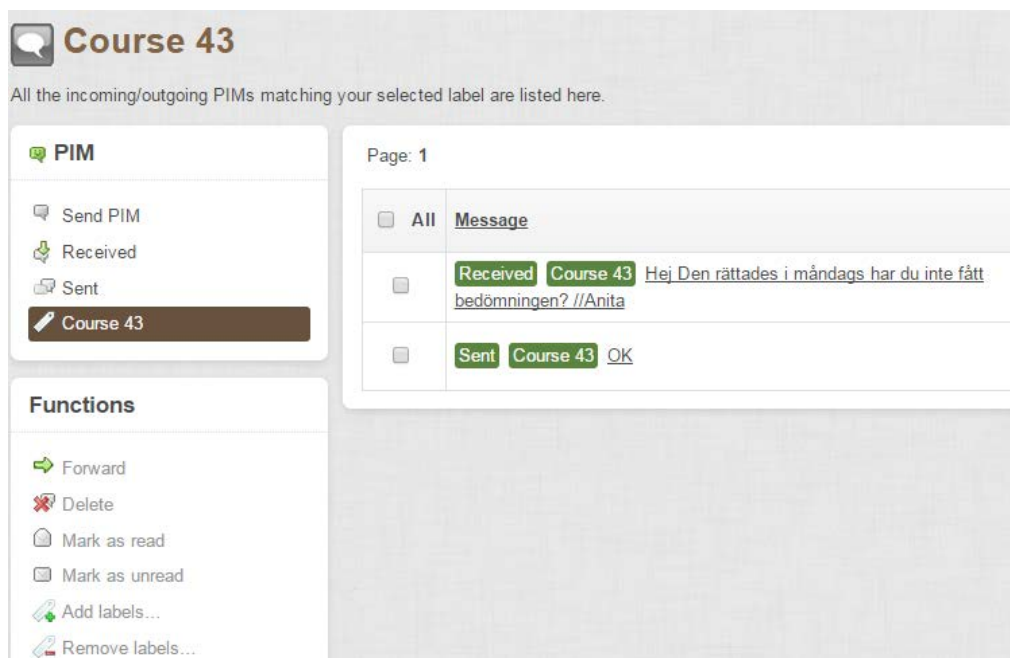 Course 43
All the incoming/outgoing PIMs matching your selected label are listed here.
PIM
Send PIM
Received
Sent
Course 43
Functions
Forward
Delete
Mark as read
Mark as unread
Add labels...
Remove labels...
Page: 1
All Message
Received Course 43 Hej Den rättades i måndags har du inte fått
bedömningen? //Anita
Sent Course 43 OK